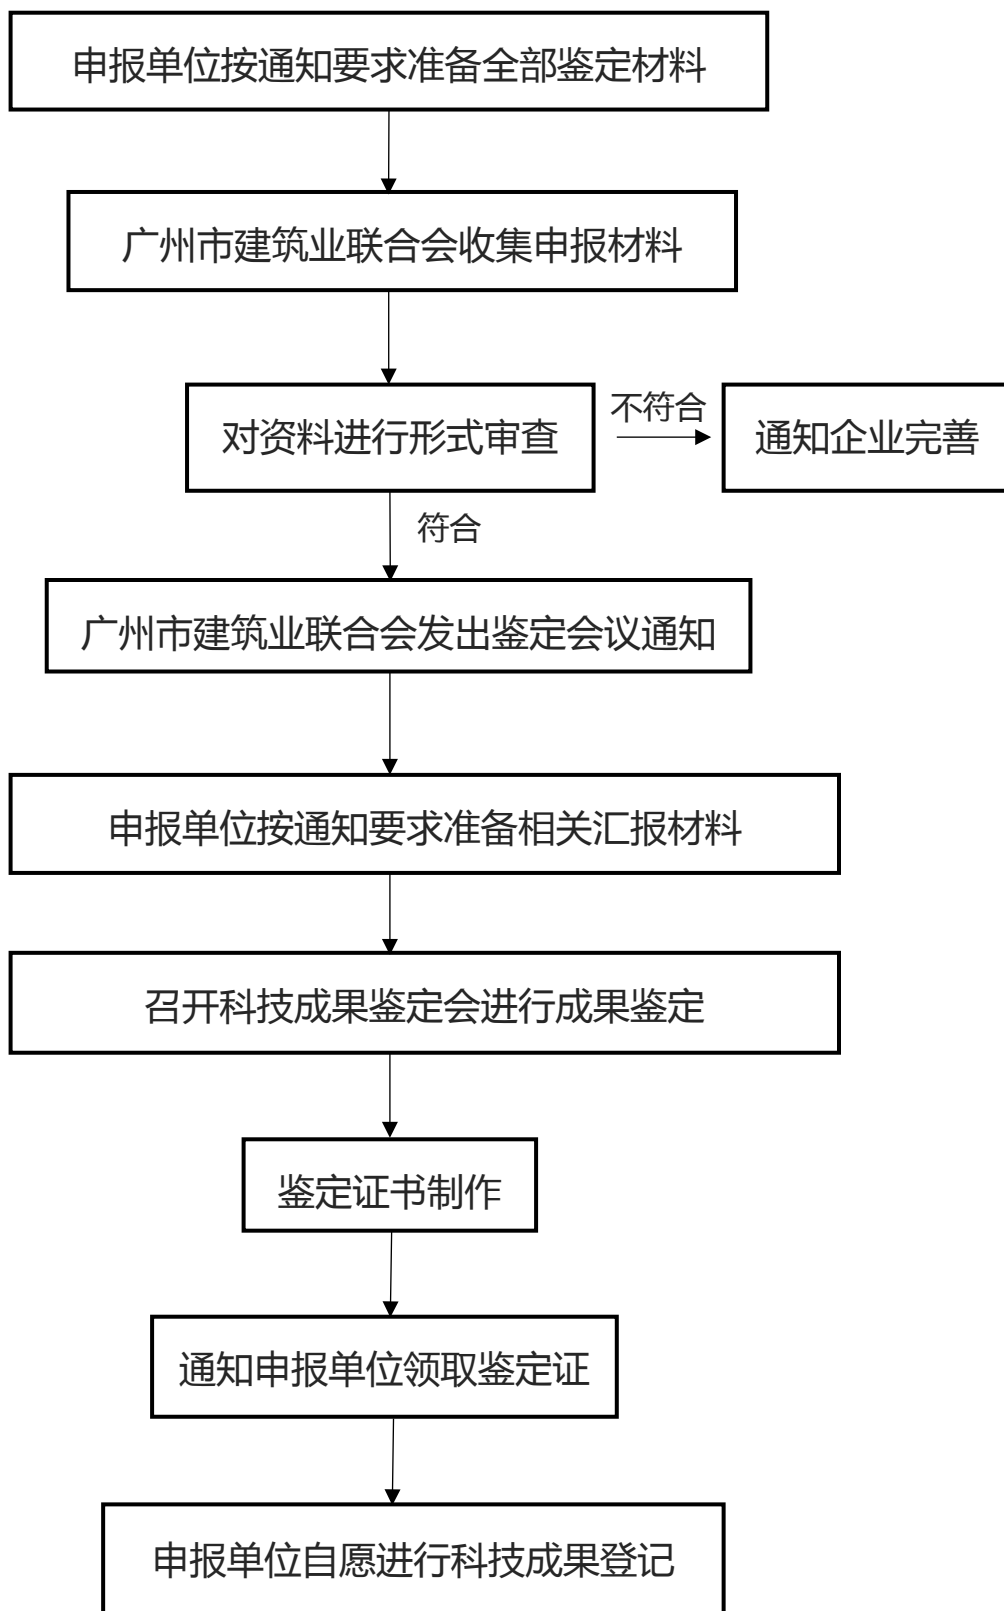 申报单位按通知要求准备全部鉴定材料
广州市建筑业联合会收集申报材料
对资料进行形式审查
不符合
通知企业完善
符合
广州市建筑业联合会发出鉴定会议通知
申报单位按通知要求准备相关汇报材料
召开科技成果鉴定会进行成果鉴定
鉴定证书制作
通知申报单位领取鉴定证
申报单位自愿进行科技成果登记